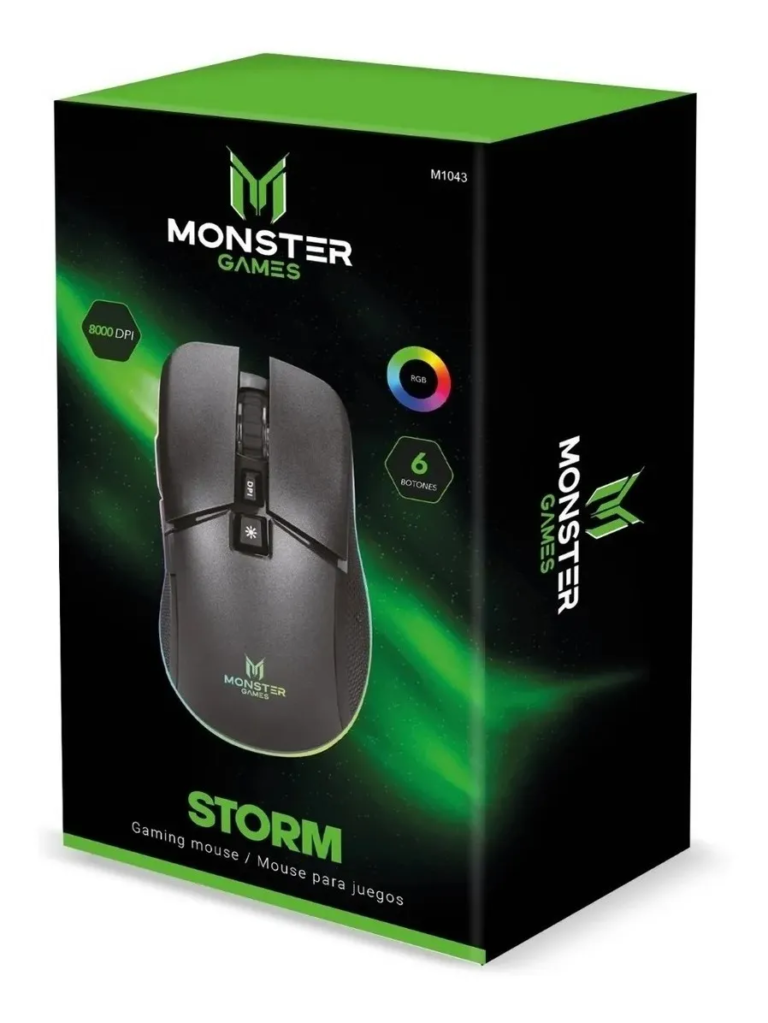 M1043
MONSTER
GAMES
8000 DPI
RGB
6
BOTONES
DPI
MONSTER
GAMES
STORM
Gaming mouse / Mouse para juegos
MONSTER
GAMES